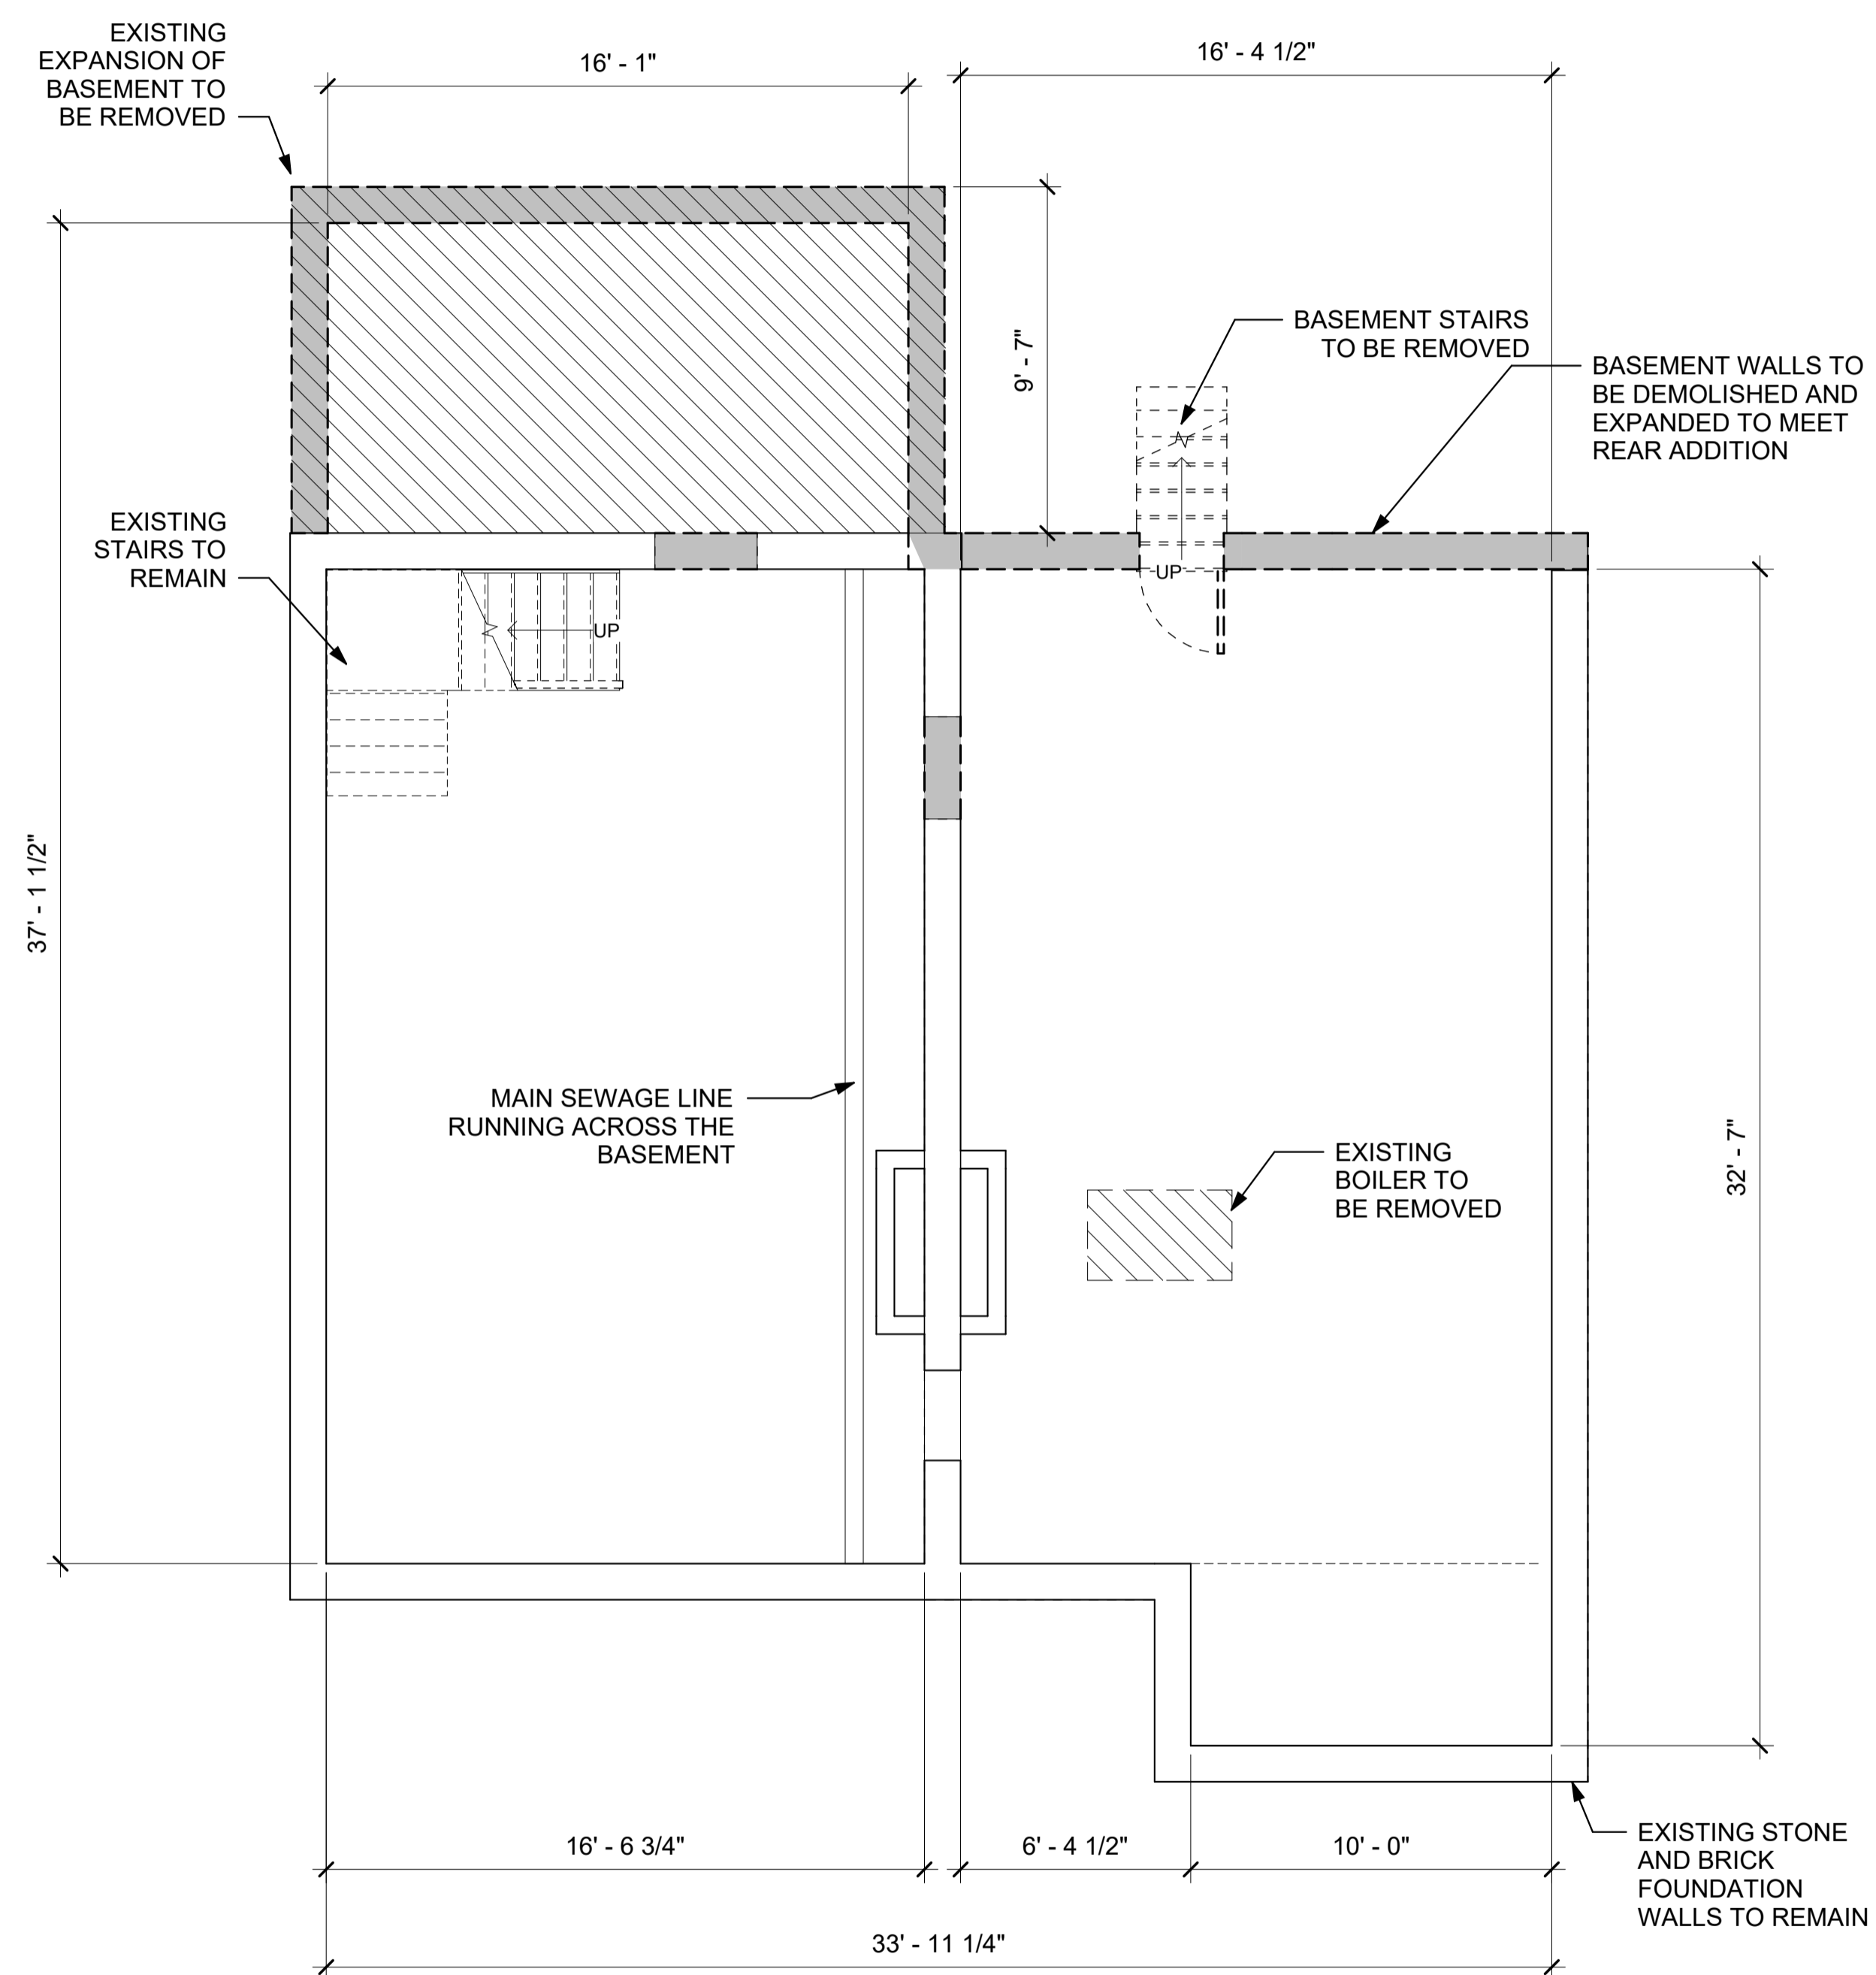 EXISTING
EXPANSION OF
BASEMENT TO
BE REMOVED
16' - 1"
16' - 4 1/2"
9' - 7"
BASEMENT STAIRS
TO BE REMOVED
BASEMENT WALLS TO
BE DEMOLISHED AND
EXPANDED TO MEET
REAR ADDITION
EXISTING
STAIRS TO
REMAIN
UP
UP
37' - 1 1/2"
MAIN SEWAGE LINE
RUNNING ACROSS THE
BASEMENT
EXISTING
BOILER TO
BE REMOVED
32' - 7"
16' - 6 3/4"
6' - 4 1/2"
10' - 0"
EXISTING STONE
AND BRICK
FOUNDATION
WALLS TO REMAIN
33' - 11 1/4"